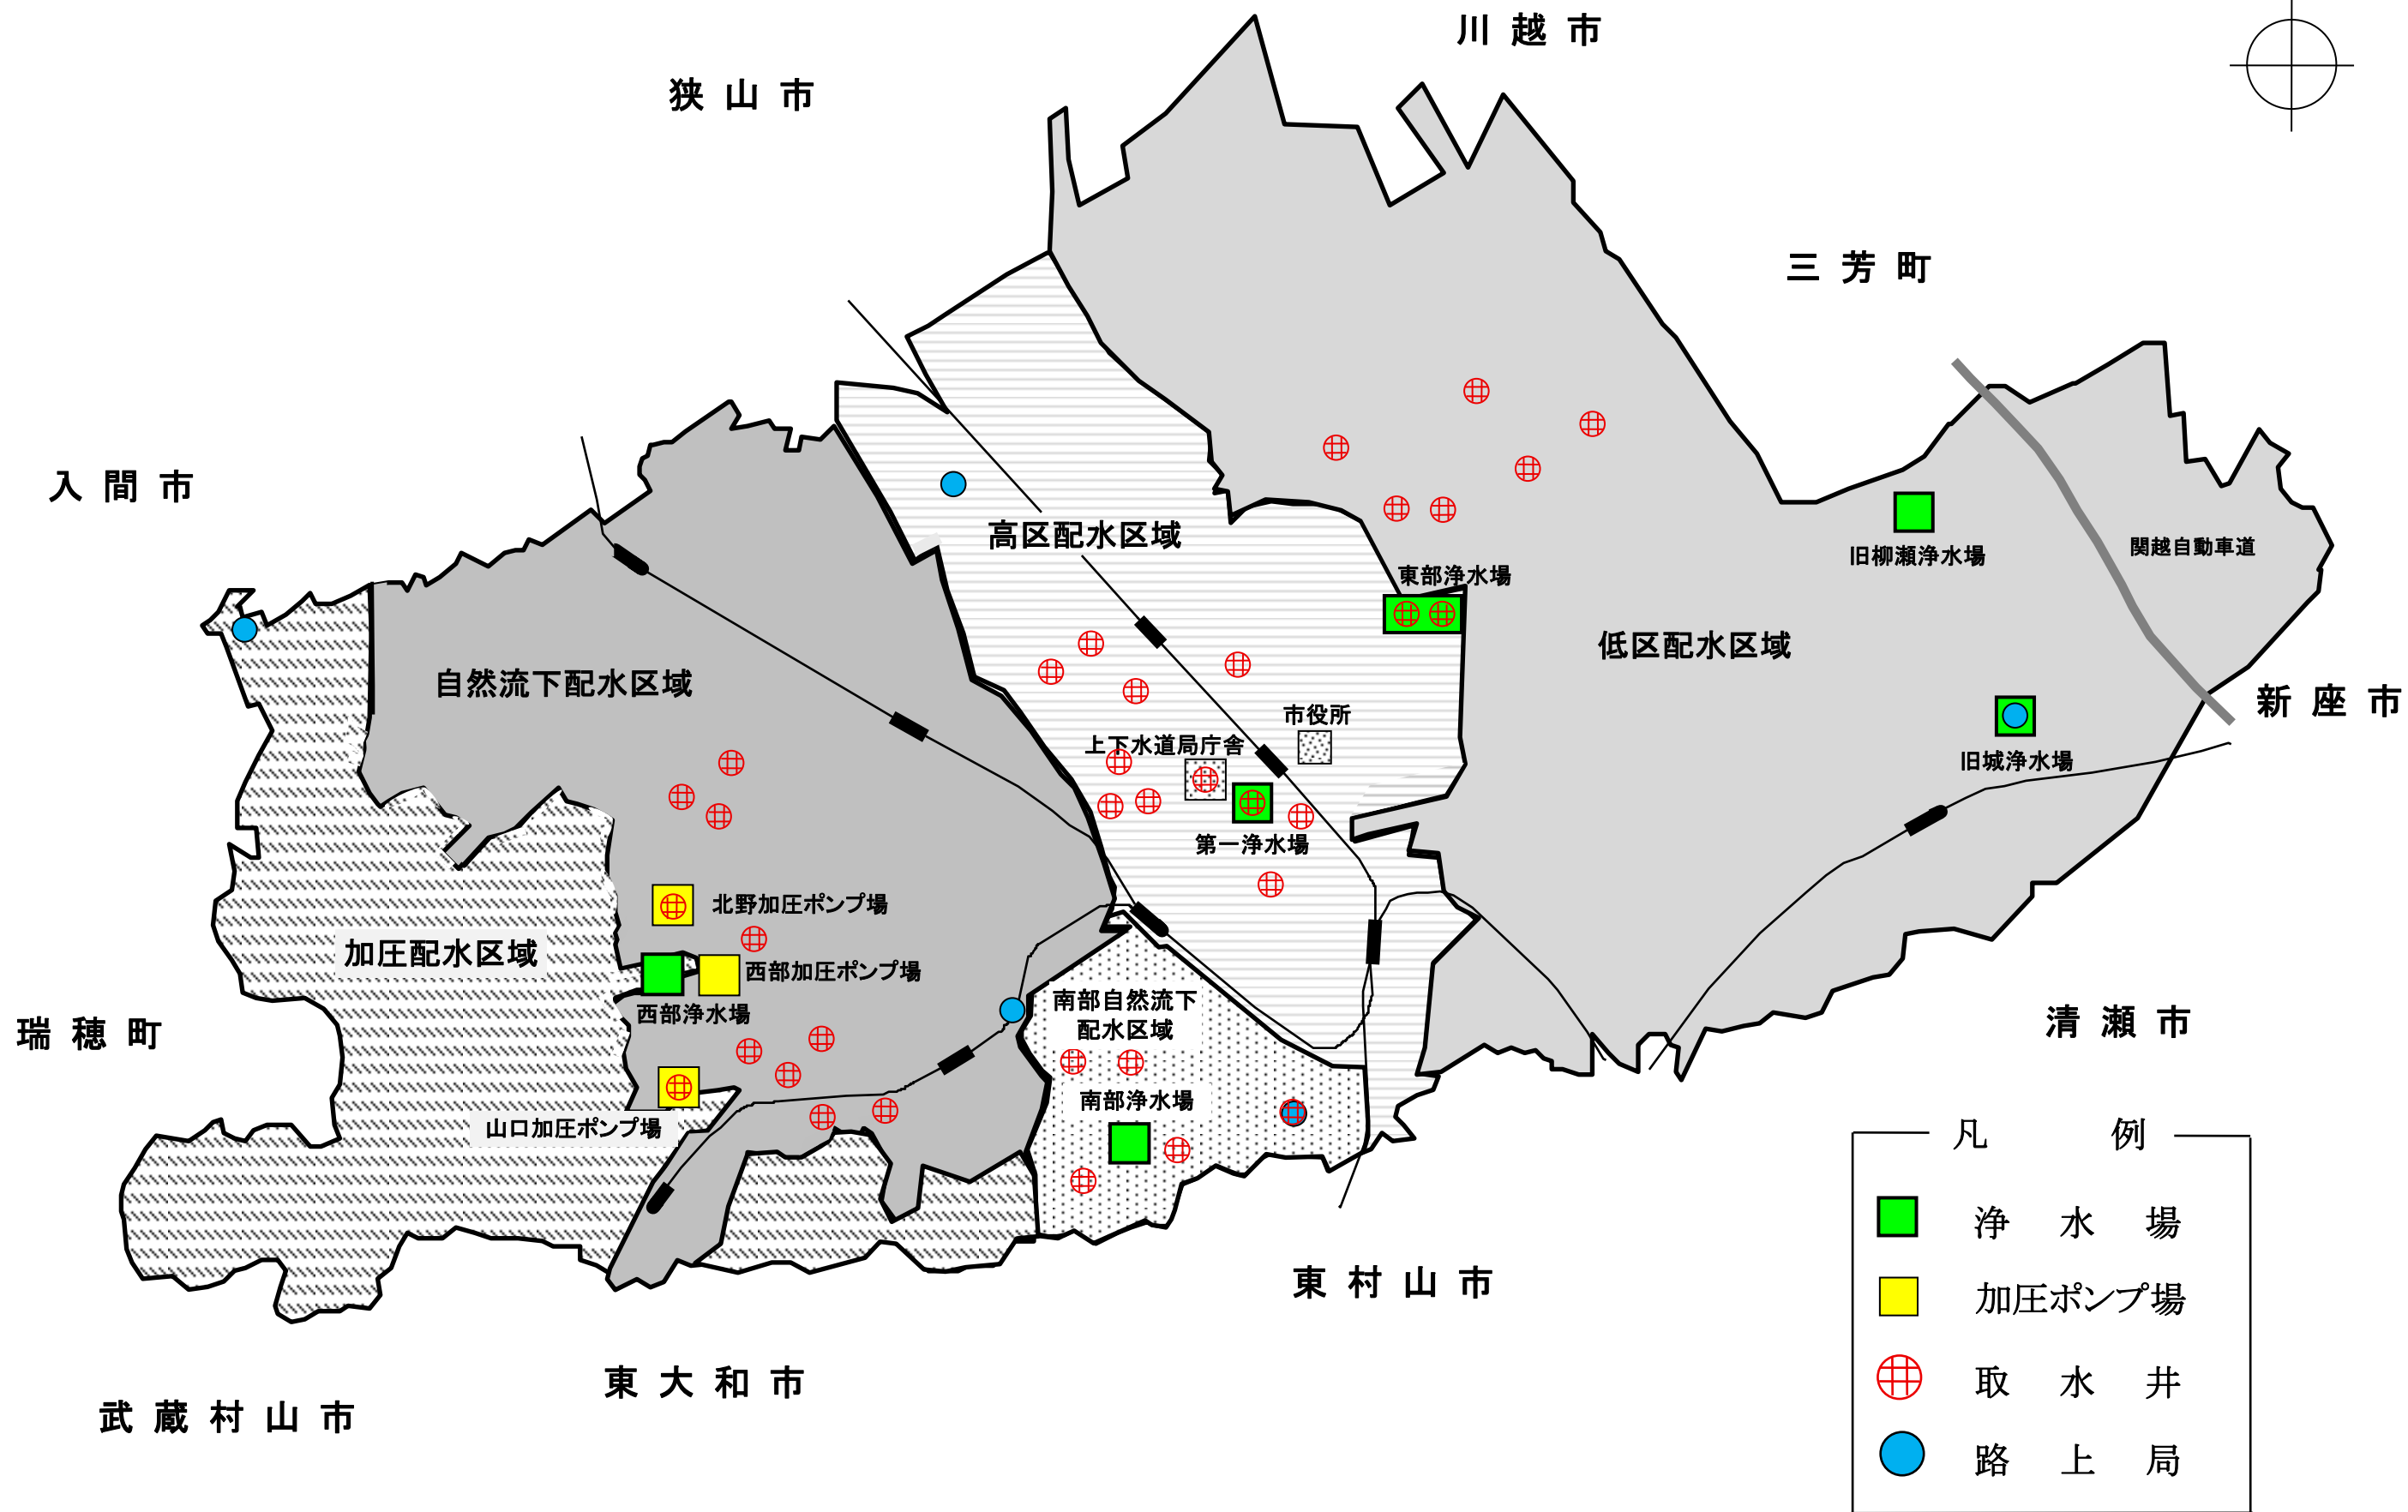 川越市
狭山市
三芳町
入間市
高区配水区域
関越自動車道
旧柳瀬浄水場
東部浄水場
低区配水区域
自然流下配水区域
新座市
市役所
上下水道局庁舎
旧城浄水場
第一浄水場
北野加圧ポンプ場
加圧配水区域
西部加圧ポンプ場
南部自然流下
配水区域
西部浄水場
瑞穂町
清瀬市
南部浄水場
山口加圧ポンプ場
凡例
浄水場
東村山市
加圧ポンプ場
東大和市
取水井
武蔵村山市
路上局